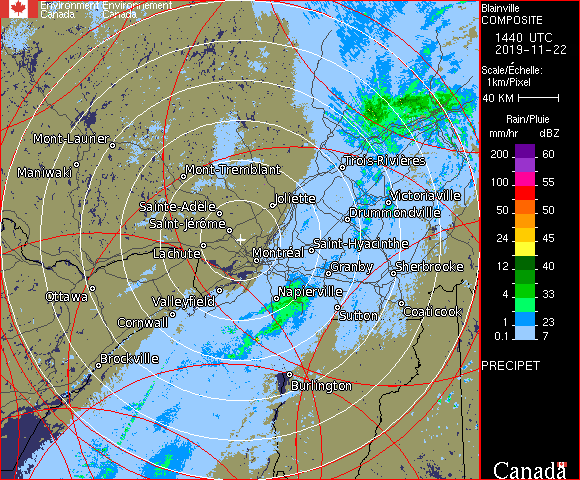 Environment Environnement
Canada Canada
Blainville
COMPOSITE
1440 UTC
2019-11-22
Scale/Échelle:
1km/Pixel
40 KM
Rain/Pluie
mm/hr dBZ
200 60
100 55
50 50
24 45
12 40
4 33
1 23
0.1 7
PRECIPET
Canada
Mont-Laurier
Maniwaki
Mont-Tremblant
Trois-Rivières
Sainte-Adele
Joliette
Victoriaville
Drummondville
Saint-Jérôme
Lachute
Montréal
Saint-Hyacinthe
Granby
Sherbrooke
Ottawa
Valleyfield
Napierville
Cornwall
Sutton
Coaticook
Brockville
Burlington